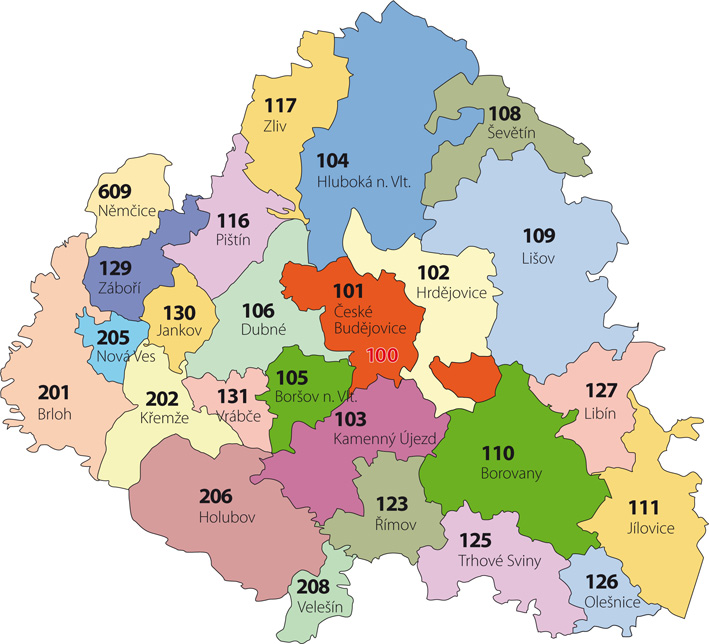 117
Zliv
108
Ševětín
104
Hluboká n. Vlt.
609
Němčice
116
Pištín
109
Lišov
129
Záboří
102
Hrdějovice
101
České
Budějovice
100
130
Jankov
106
Dubné
205
Nová Ves
201
Brloh
202
Křemže
131
Vrábče
105
Boršov n. Vlt.
127
Libín
103
Kamenný Újezd
110
Borovany
206
Holubov
123
Římov
111
Jílovice
125
Trhové Sviny
126
Olešnice
208
Velešín